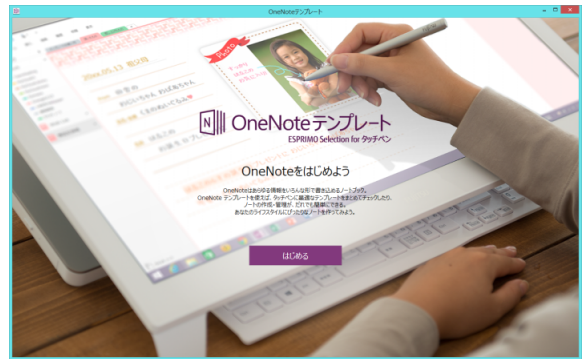 OneNoteテンプレート
Photo
OneNoteテンプレート
ESPRIMO Selection for タッチペン
OneNoteをはじめよう
OneNoteはあらゆる情報をいろんな形で書き込めるノートブック。
OneNote テンプレートを使えば、タッチペンに最適なテンプレートをまとめてチェックしたり、
ノートの作成・管理が、どれでも簡単にできる。
あなたのライフスタイルにぴったりなノートを作ってみよう。
はじめる